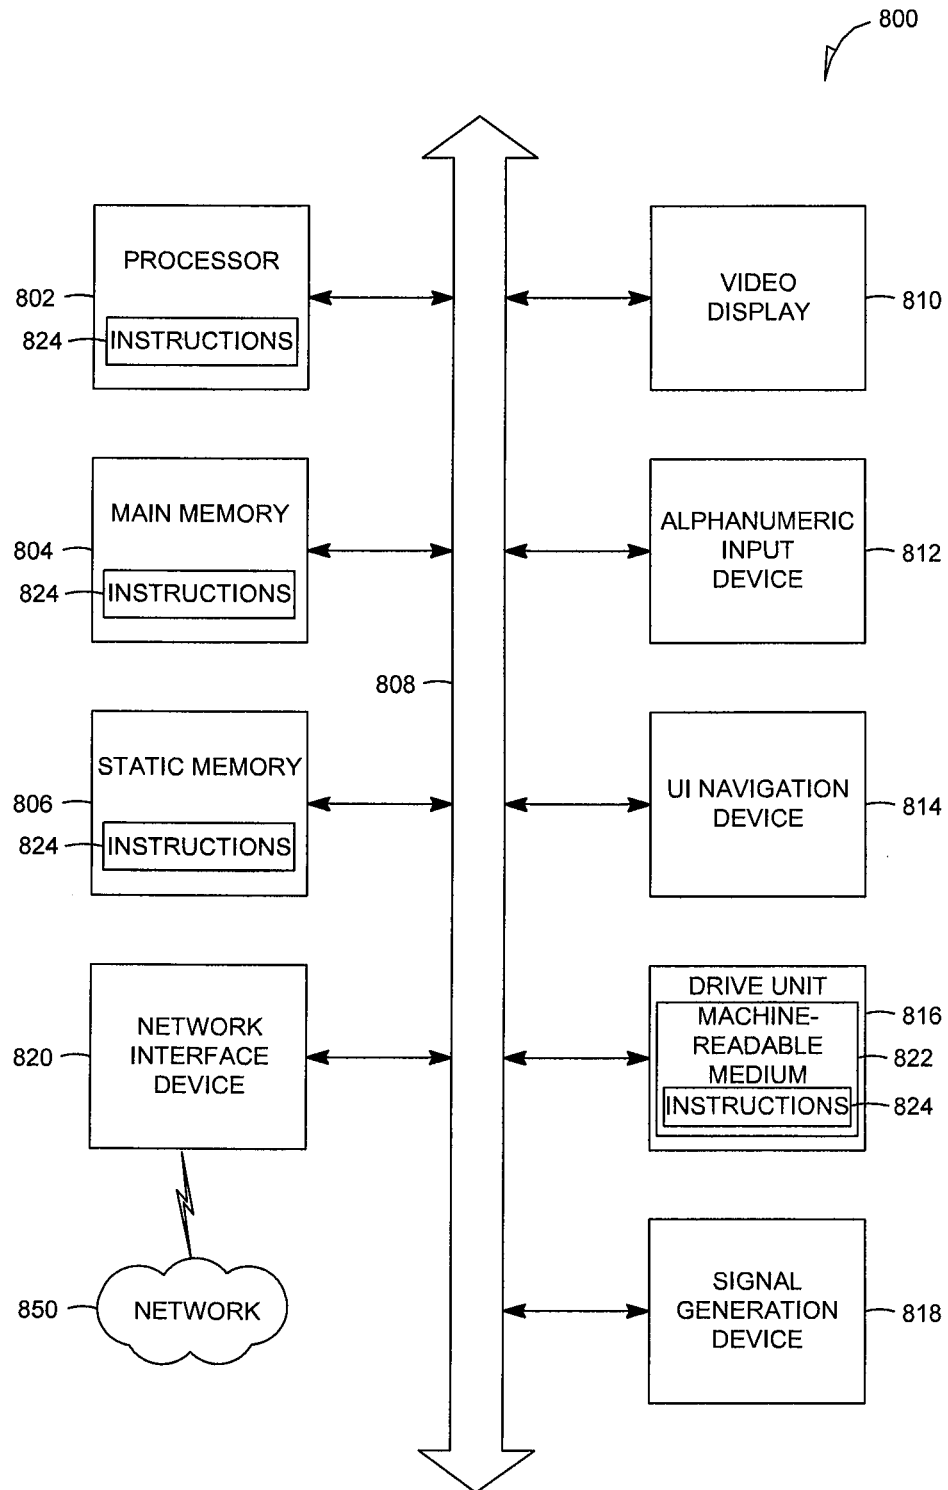 800
PROCESSOR
802
824
INSTRUCTIONS
VIDEO
DISPLAY
810
MAIN MEMORY
804
824
INSTRUCTIONS
ALPHANUMERIC
INPUT
DEVICE
812
808
STATIC MEMORY
806
824
INSTRUCTIONS
UI NAVIGATION
DEVICE
814
NETWORK
INTERFACE
DEVICE
820
DRIVE UNIT
816
MACHINE-
READABLE
MEDIUM
822
INSTRUCTIONS
824
850
NETWORK
SIGNAL
GENERATION
DEVICE
818